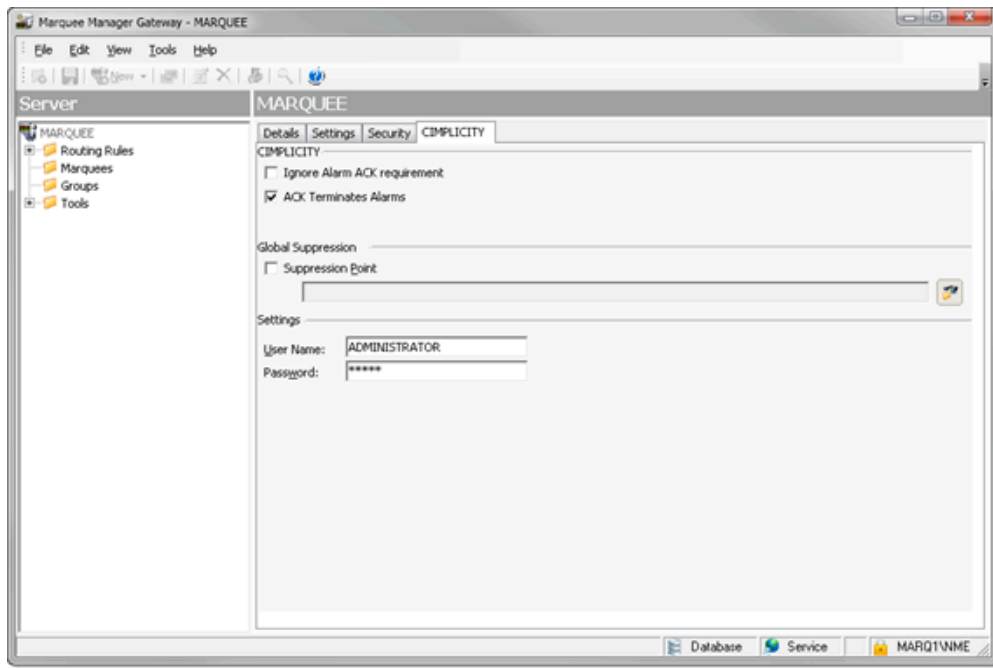 Marquee Manager Gateway - MARQUEE
File Edit View Tools Help
New
Server
MARQUEE
MARQUEE
Routing Rules
Marquees
Groups
Tools
Details Settings Security CIMPLICITY
CIMPLICITY
Ignore Alarm ACK requirement
ACK Terminates Alarms
Global Suppression
Suppression Point
Settings
User Name: ADMINISTRATOR
Password: *****
Database Service MARQ1\NME